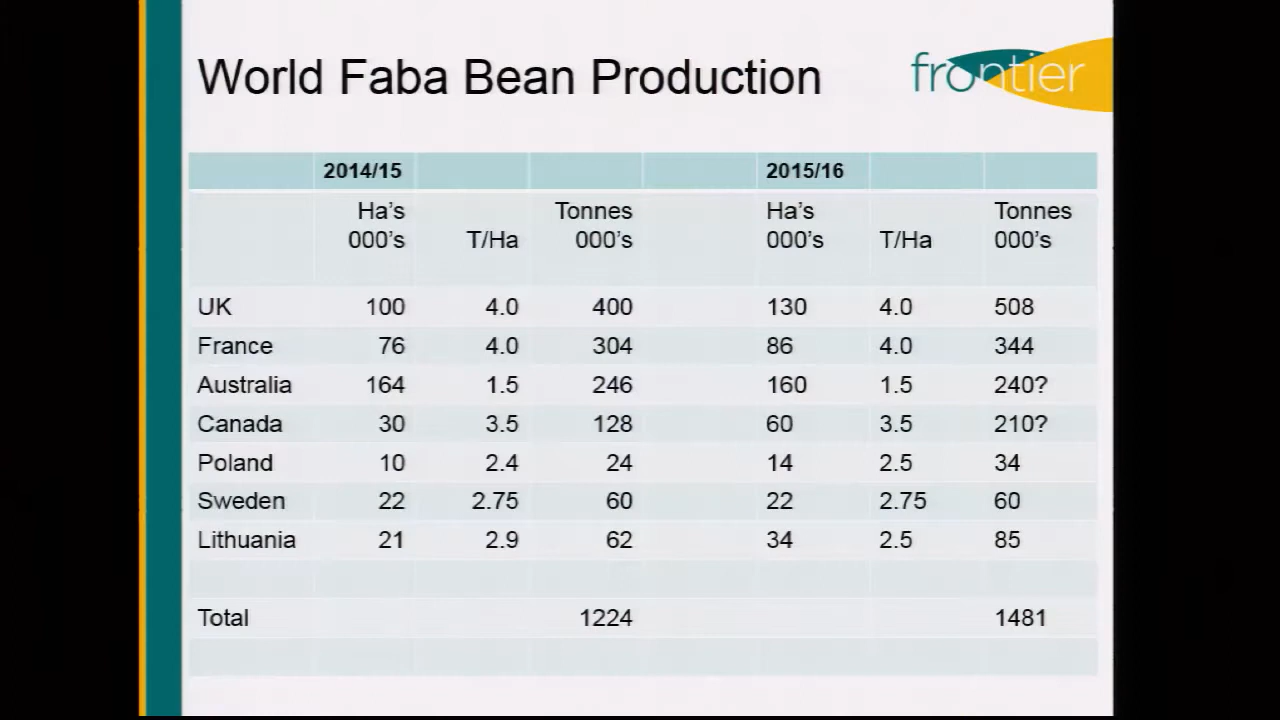 World Faba Bean Production
frontier
2014/15 2015/16
Ha's Tonnes Ha's Tonnes
000's T/Ha 000's 000's T/Ha 000's
UK 100 4.0 400 130 4.0 508
France 76 4.0 304 86 4.0 344
Australia 164 1.5 246 160 1.5 240?
Canada 30 3.5 128 60 3.5 210?
Poland 10 2.4 24 14 2.5 34
Sweden 22 2.75 60 22 2.75 60
Lithuania 21 2.9 62 34 2.5 85
Total 1224 1481